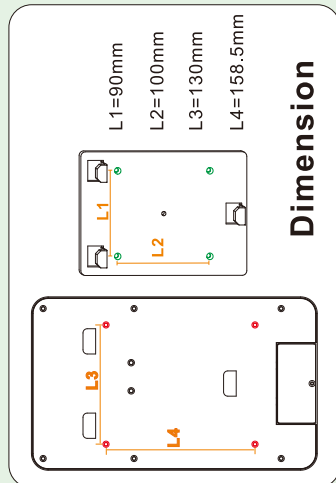 L1
L2
L3
L4
L1=90mm
L2=100mm
L3=130mm
L4=158.5mm
Dimension